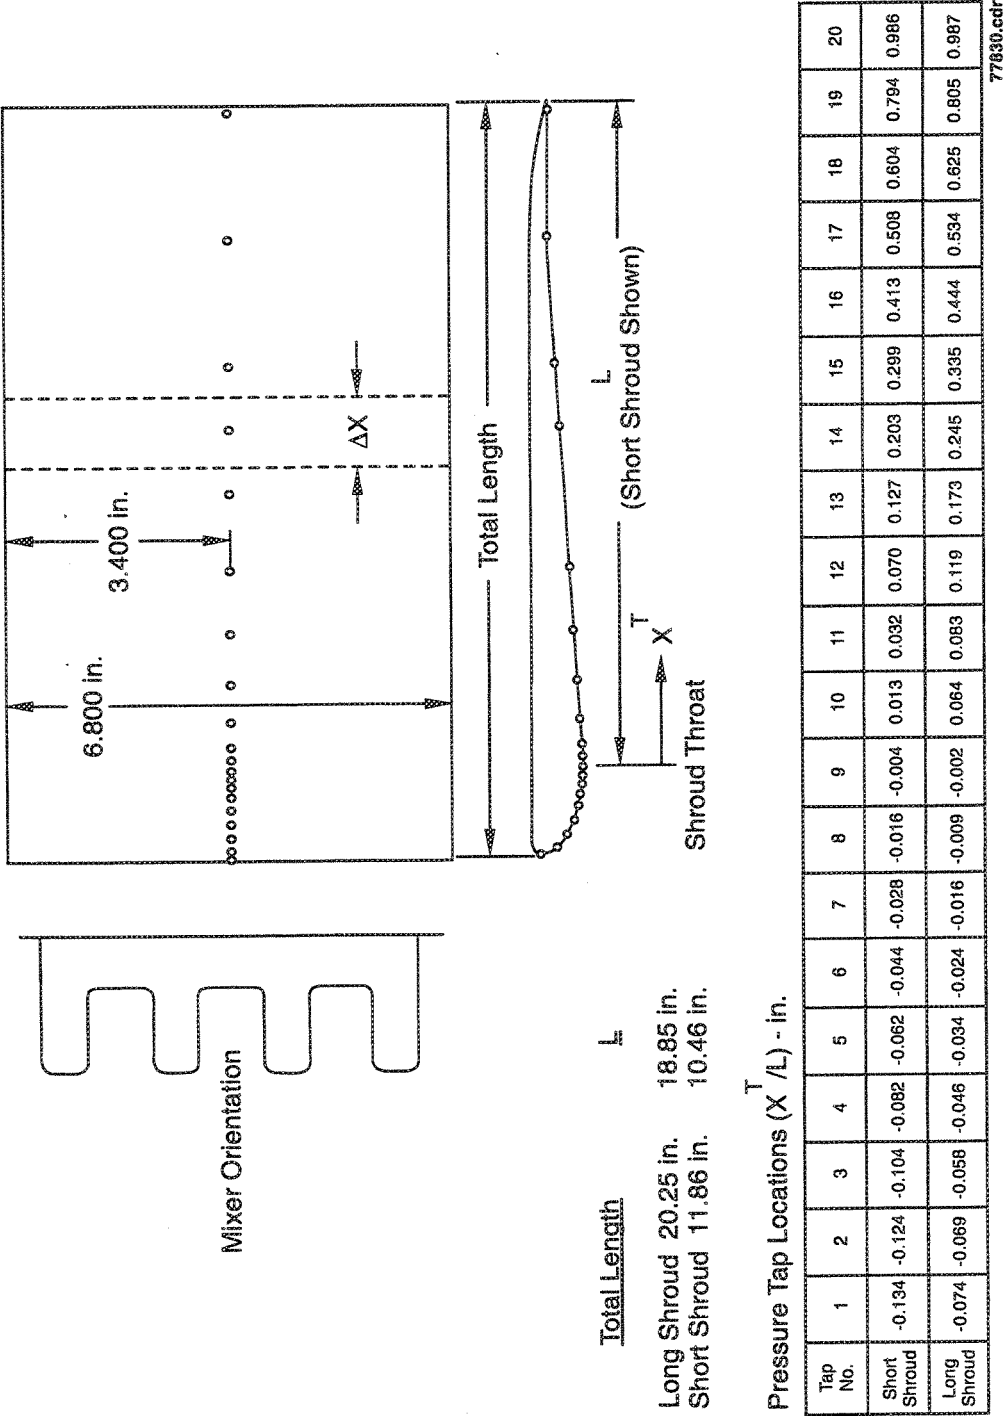 Mixer Orientation
6.800 in.
3.400 in.
ΔX
Total Length
L
(Short Shroud Shown)
X T
Shroud Throat
Total Length L
Long Shroud 20.25 in. 18.85 in.
Short Shroud 11.86 in. 10.46 in.
Pressure Tap Locations (X T /L) - in.
Tap No. 1 2 3 4 5 6 7 8 9 10 11 12 13 14 15 16 17 18 19 20
Short Shroud -0.134 -0.124 -0.104 -0.082 -0.062 -0.044 -0.028 -0.016 -0.004 0.013 0.032 0.070 0.127 0.203 0.299 0.413 0.508 0.604 0.794 0.986
Long Shroud -0.074 -0.069 -0.058 -0.046 -0.034 -0.024 -0.016 -0.009 -0.002 0.064 0.083 0.119 0.173 0.245 0.335 0.444 0.534 0.625 0.805 0.987
77830.cdr